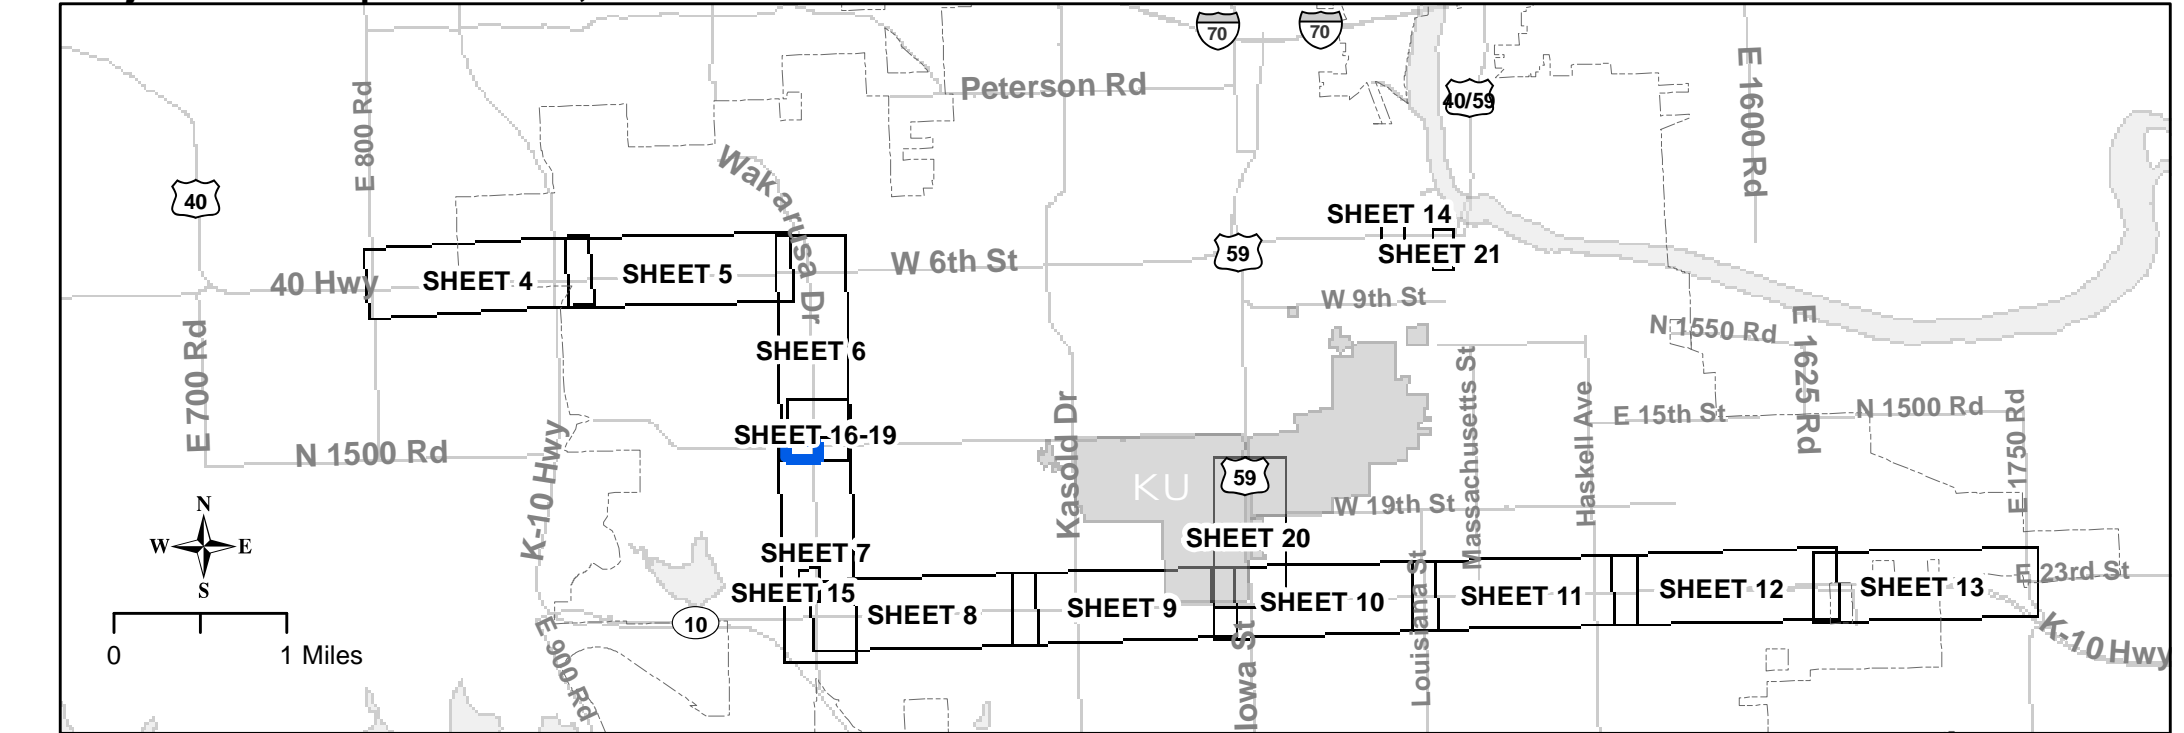 70
70
Peterson Rd
40/59
E 1600 Rd
E 800 Rd
Wakarusa Dr
40
SHEET 14
59
SHEET 21
W 6th St
SHEET 4
SHEET 5
40 Hwy
W 9th St
N 1550 Rd
E 1625 Rd
E 700 Rd
SHEET 6
Massachusetts St
Haskell Ave
Kasold Dr
E 15th St
N 1500 Rd
E 1750 Rd
SHEET 16-19
N 1500 Rd
K-10 Hwy
KU
59
W 19th St
N
W E
S
SHEET 20
SHEET 7
SHEET 15
SHEET 8
SHEET 9
SHEET 10
SHEET 11
SHEET 12
SHEET 13
E 23rd St
10
Louisiana St
Iowa St
E 900 Rd
K-10 Hwy
0 1 Miles